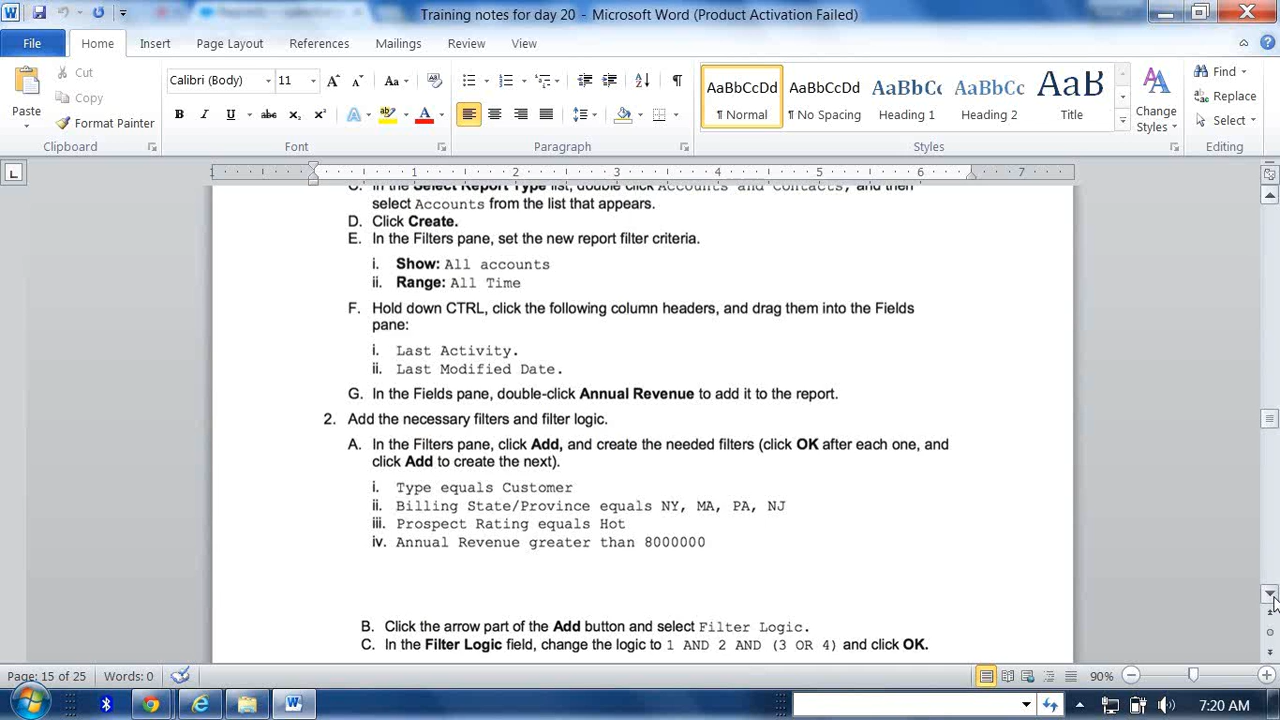 Training notes for day 20 - Microsoft Word (Product Activation Failed)
File Home Insert Page Layout References Mailings Review View
Paste
Cut
Copy
Format Painter
Clipboard
Calibri (Body) 11
Font
Paragraph
AaBbCcDd AaBbCcDd AaBbCc AaBbCc AaB
¶ Normal ¶ No Spacing Heading 1 Heading 2 Title
Change Styles
Styles
Find
Replace
Select
Editing
1 1 2 3 4 5 6 7
C. In the Select Report Type list, double click Accounts and Contacts, and then
select Accounts from the list that appears.
D. Click Create.
E. In the Filters pane, set the new report filter criteria.
i. Show: All accounts
ii. Range: All Time
F. Hold down CTRL, click the following column headers, and drag them into the Fields
pane:
i. Last Activity.
ii. Last Modified Date.
G. In the Fields pane, double-click Annual Revenue to add it to the report.
2. Add the necessary filters and filter logic.
A. In the Filters pane, click Add, and create the needed filters (click OK after each one, and
click Add to create the next).
i. Type equals Customer
ii. Billing State/Province equals NY, MA, PA, NJ
iii. Prospect Rating equals Hot
iv. Annual Revenue greater than 8000000
B. Click the arrow part of the Add button and select Filter Logic.
C. In the Filter Logic field, change the logic to 1 AND 2 AND (3 OR 4) and click OK.
Page: 15 of 25 Words: 0 90%
7:20 AM